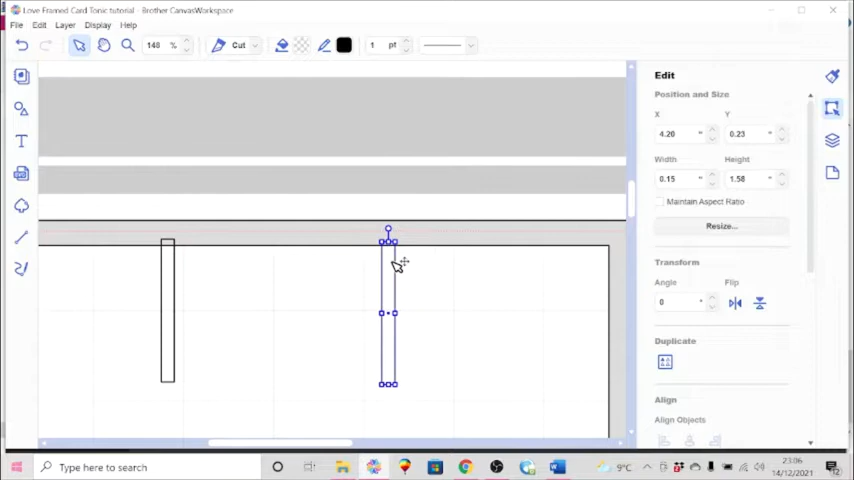 Love Framed Card Tonic tutorial - Brother CanvasWorkspace
File Edit Layer Display Help
148 % Cut 1 pt
Edit
Position and Size
X Y
4.20 " 0.23 "
Width Height
0.15 " 1.58 "
Maintain Aspect Ratio
Resize...
Transform
Angle Flip
0 °
Duplicate
Align
Align Objects
Type here to search
9°C
23:06
14/12/2021